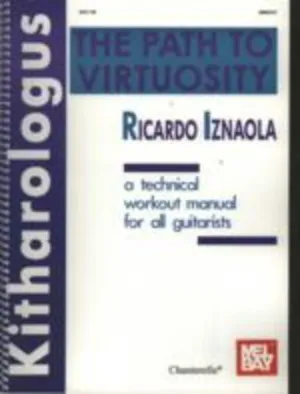 Kitharologus
THE PATH TO
VIRTUOSITY
RICARDO IZNAOLA
a technical
workout manual
for all guitarists
Chanterelle®
MEL
BAY